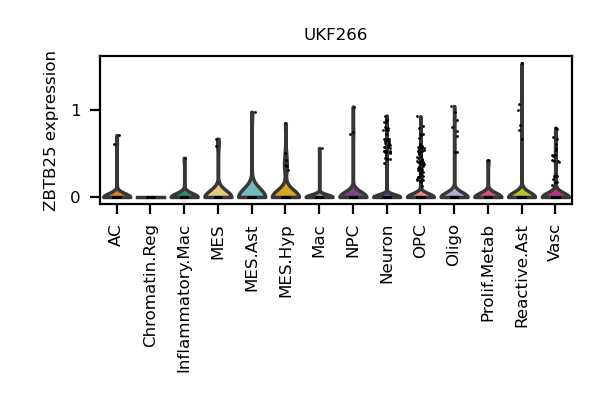 UKF266
ZBTB25 expression
1
0
AC
Chromatin.Reg
Inflammatory.Mac
MES
MES.Ast
MES.Hyp
Mac
NPC
Neuron
OPC
Oligo
Prolif.Metab
Reactive.Ast
Vasc